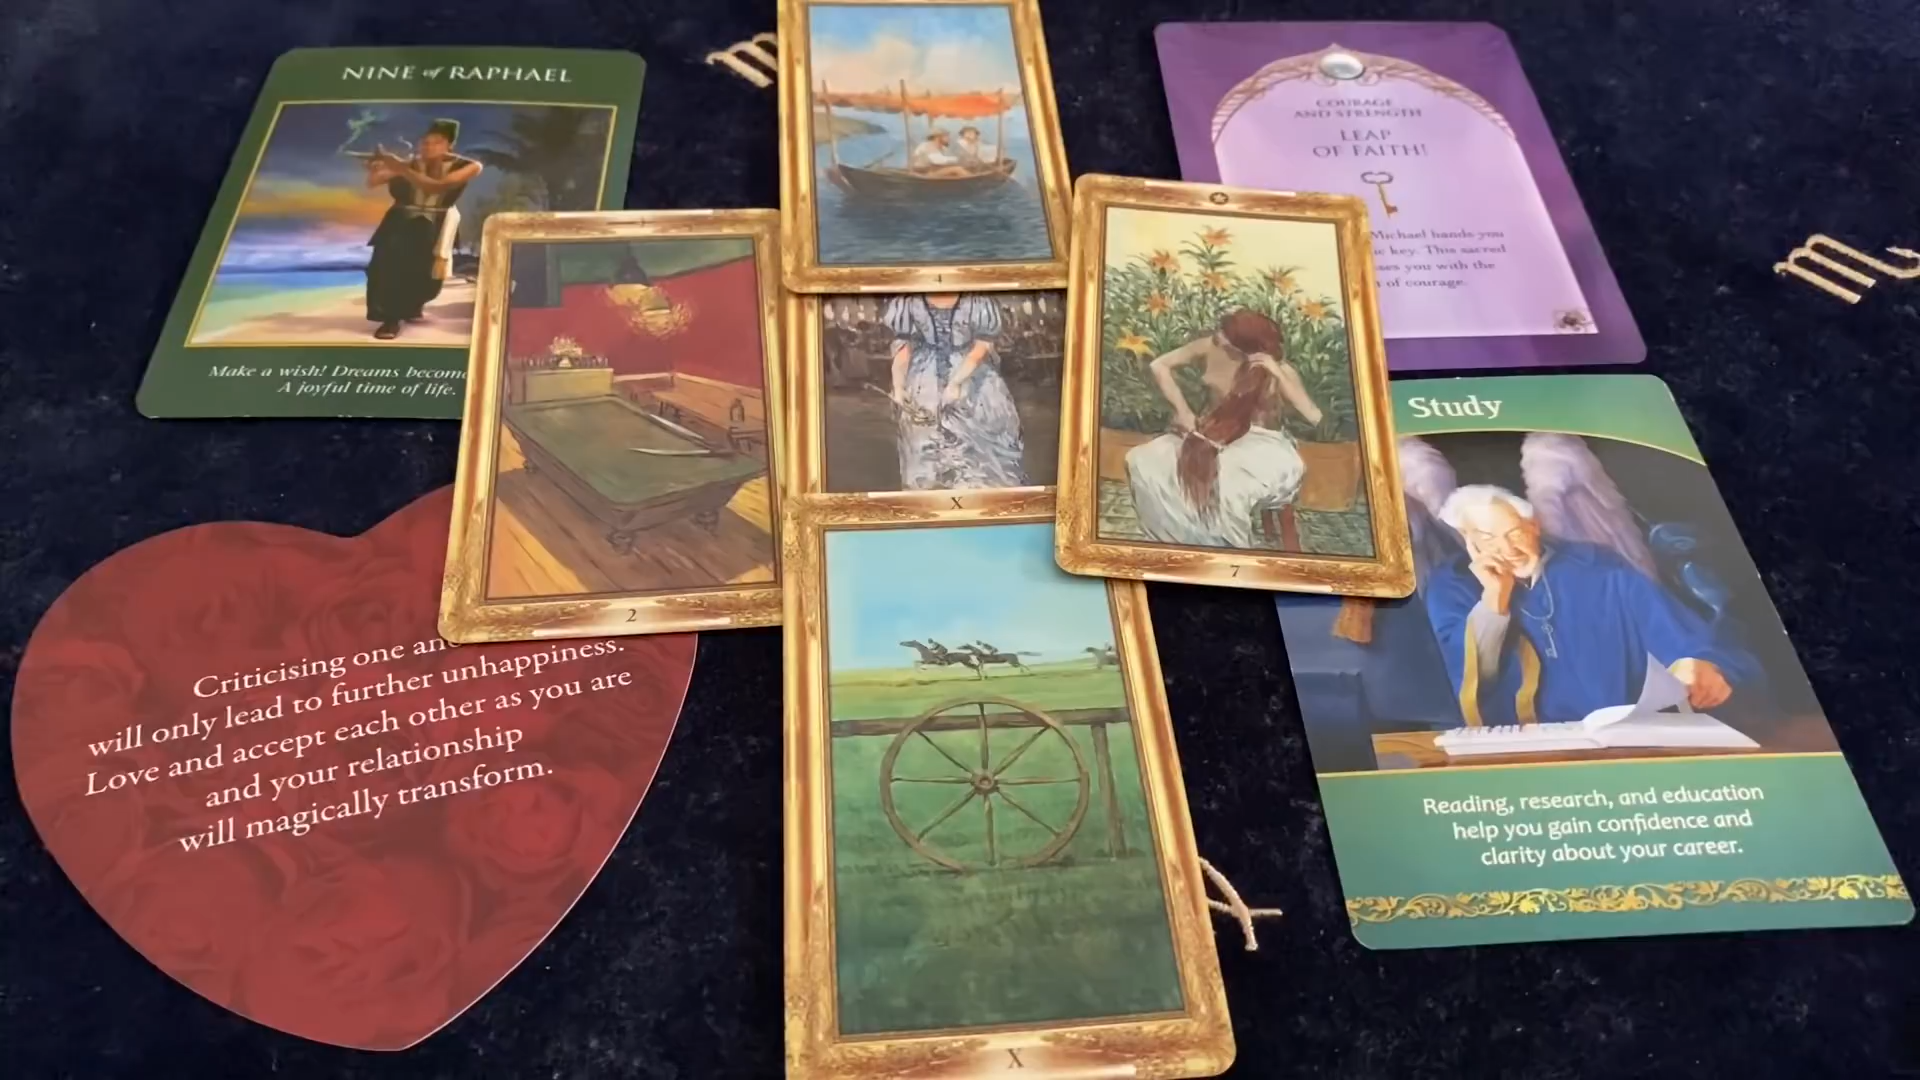 NINE of RAPHAEL
Make a wish! Dreams become
A joyful time of life.
4
COURAGE
AND STRENGTH
LEAP
OF FAITH!
Michael hands you
key. This sacred
you with the
of courage.
2
X
7
Study
Reading, research, and education
help you gain confidence and
clarity about your career.
Criticising one
will only lead to further unhappiness.
Love and accept each other as you are
and your relationship
will magically transform.
X